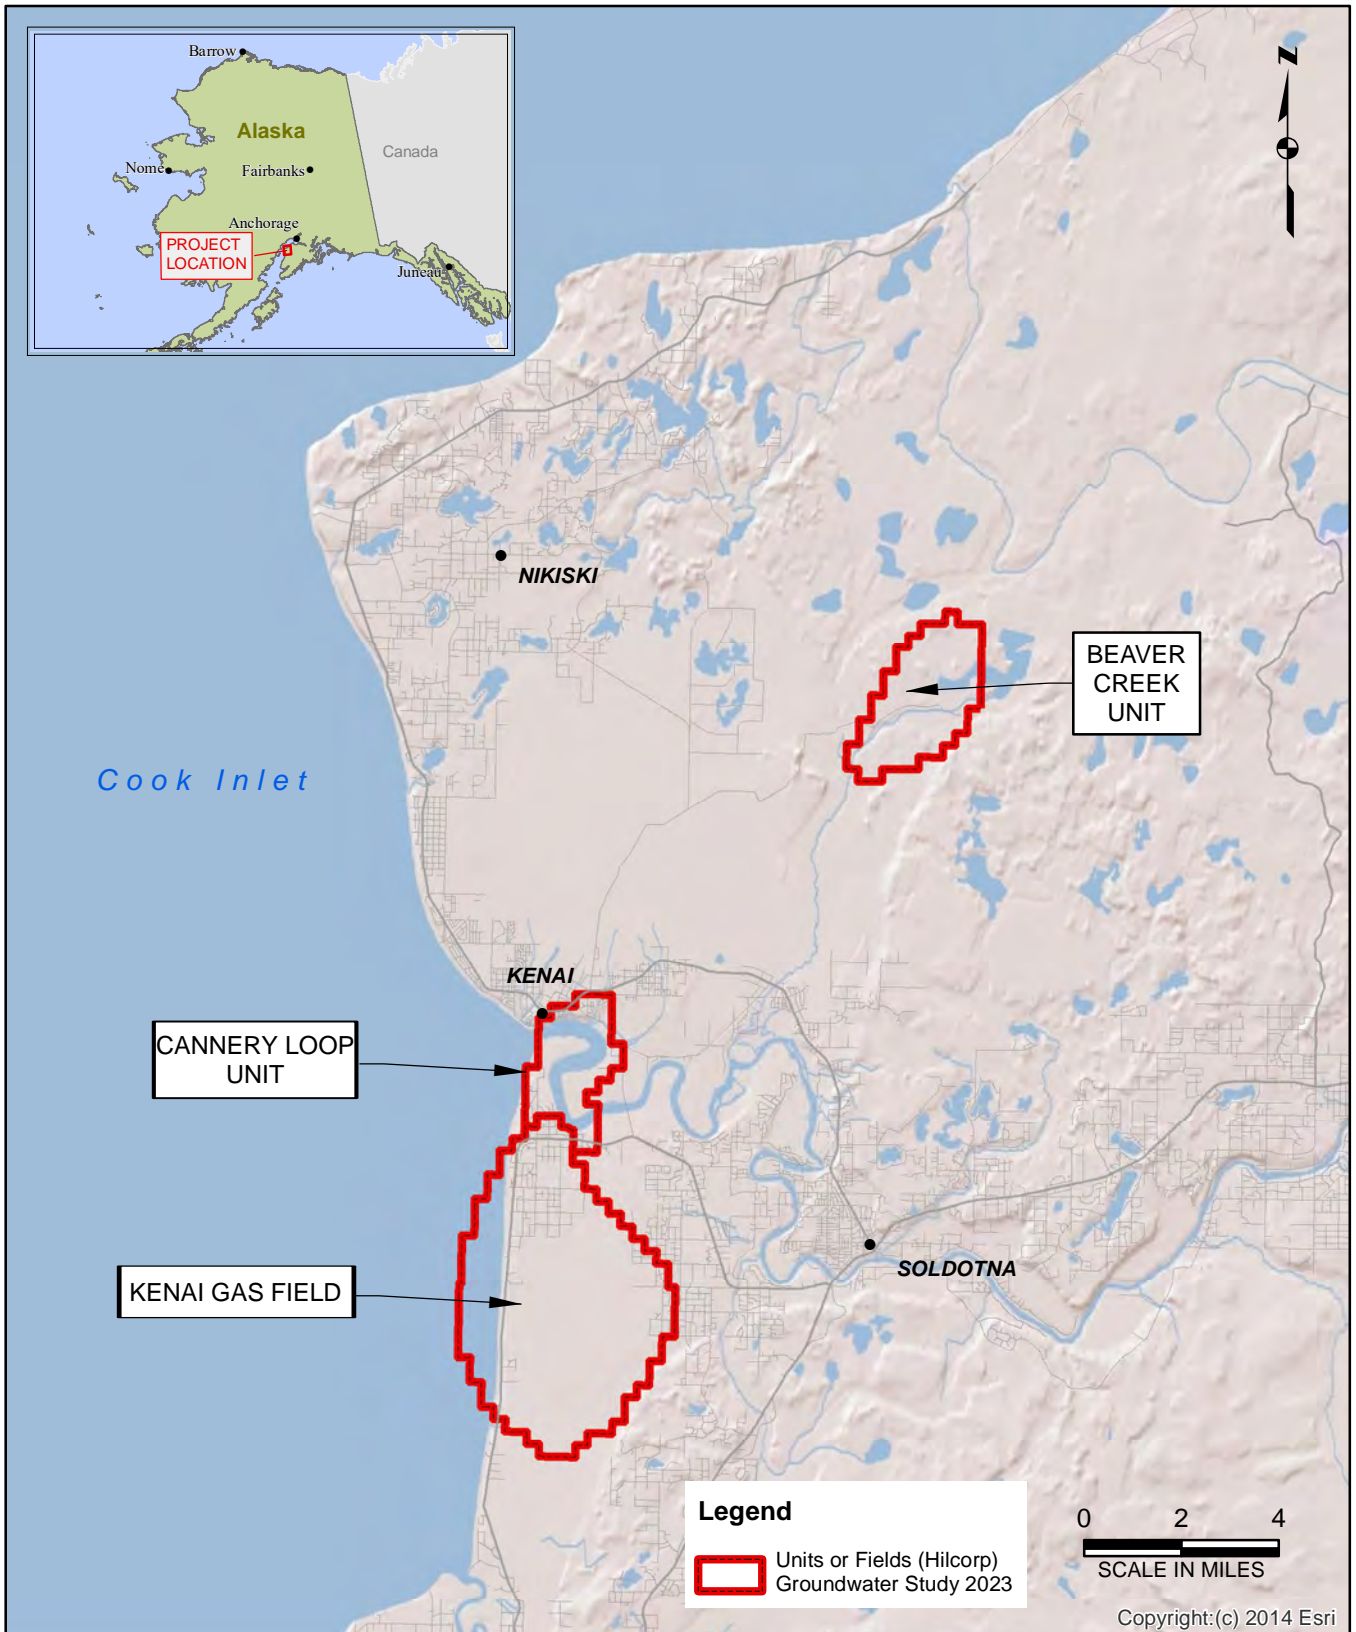 Barrow
Alaska
Canada
Nome
Fairbanks
Anchorage
PROJECT
LOCATION
Juneau
N
NIKISKI
BEAVER
CREEK
UNIT
Cook Inlet
KENAI
CANNERY LOOP
UNIT
SOLDOTNA
KENAI GAS FIELD
Legend
Units or Fields (Hilcorp)
Groundwater Study 2023
0 2 4
SCALE IN MILES
Copyright:(c) 2014 Esri